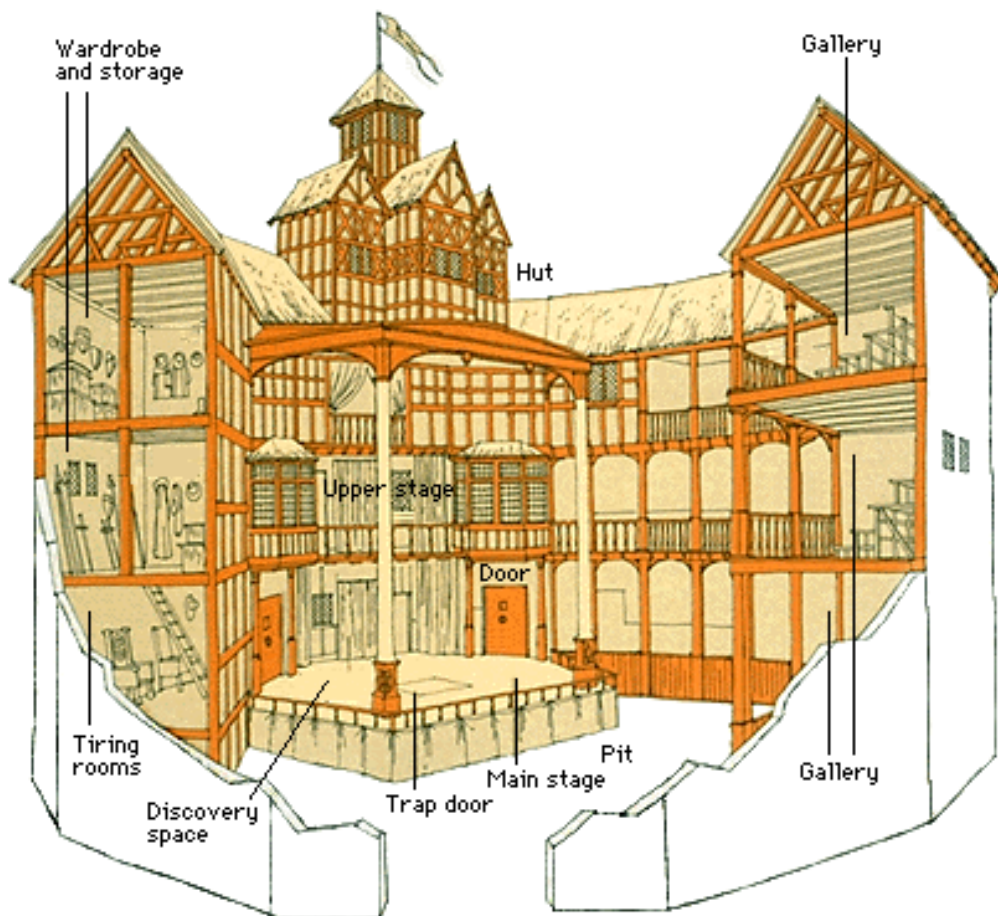 Wardrobe
and storage
Gallery
Hut
Upper stage
Door
Tiring
rooms
Discovery
space
Trap door
Main stage
Pit
Gallery